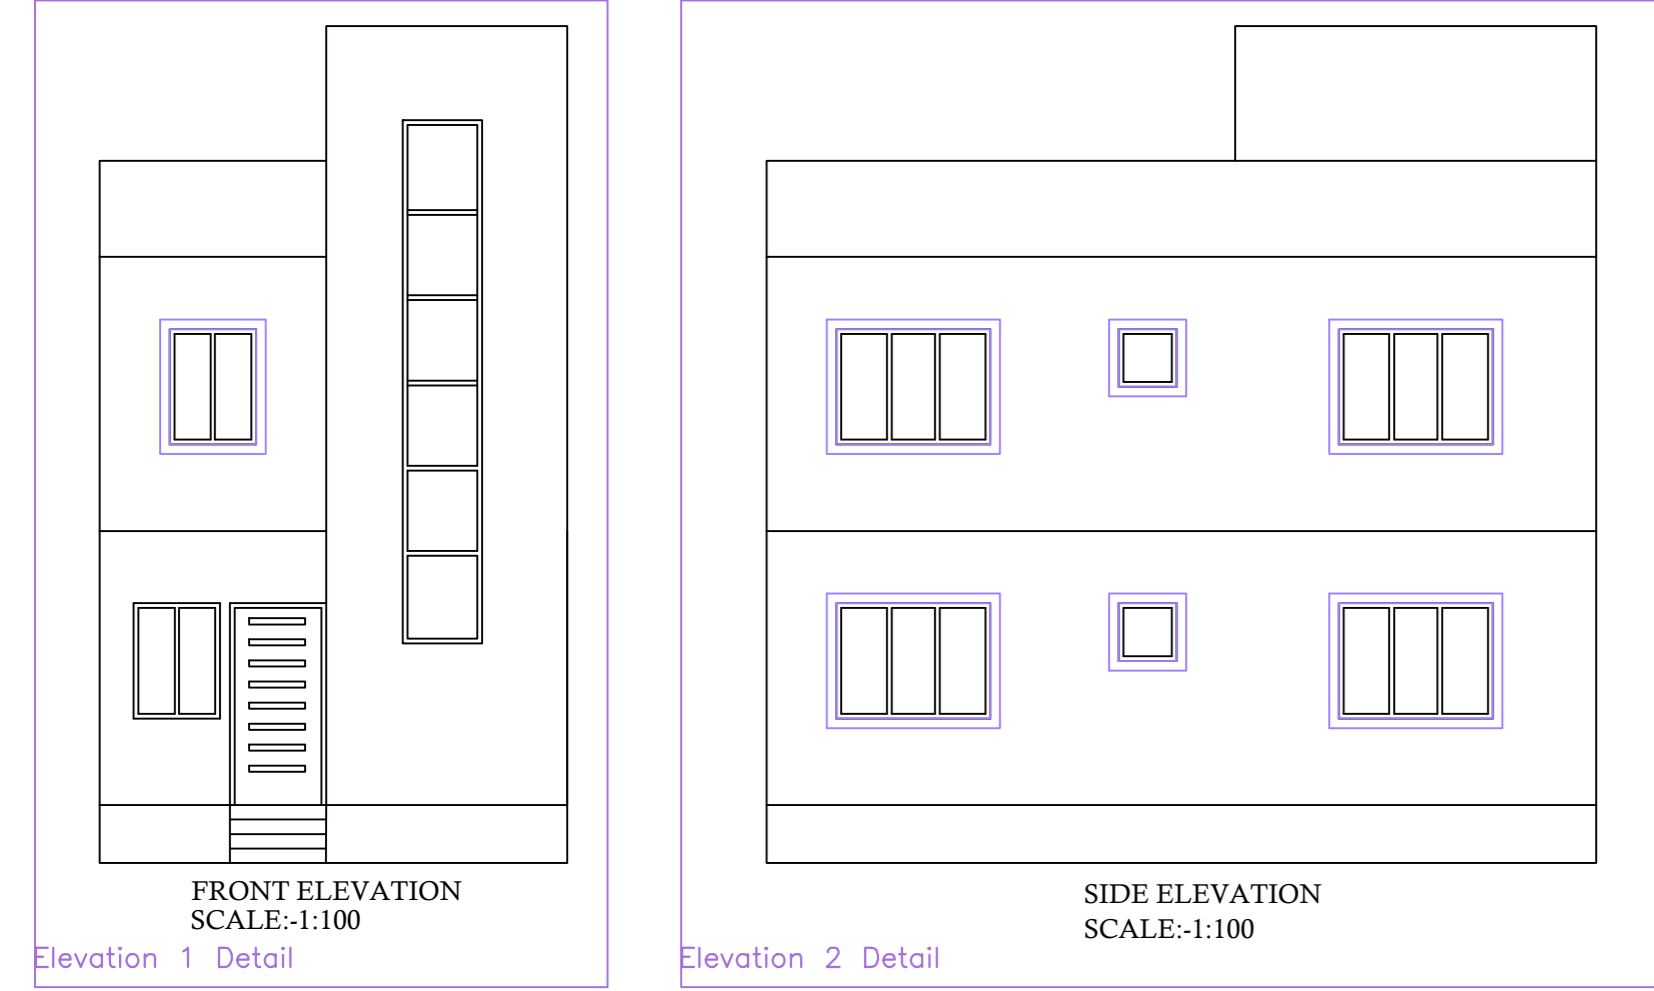 FRONT ELEVATION
SCALE:-1:100
Elevation 1 Detail
SIDE ELEVATION
SCALE:-1:100
Elevation 2 Detail